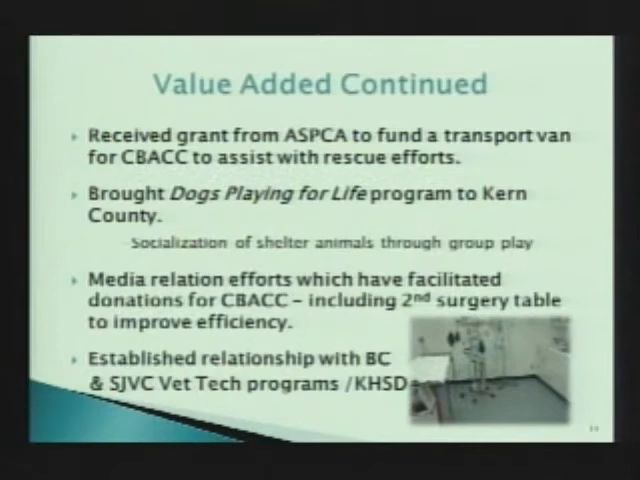 Value Added Continued
Received grant from ASPCA to fund a transport van
for CBACC to assist with rescue efforts.
Brought Dogs Playing for Life program to Kern
County.
Socialization of shelter animals through group play
Media relation efforts which have facilitated
donations for CBACC – including 2nd surgery table
to improve efficiency.
Established relationship with BC
& SJVC Vet Tech programs /KHSD